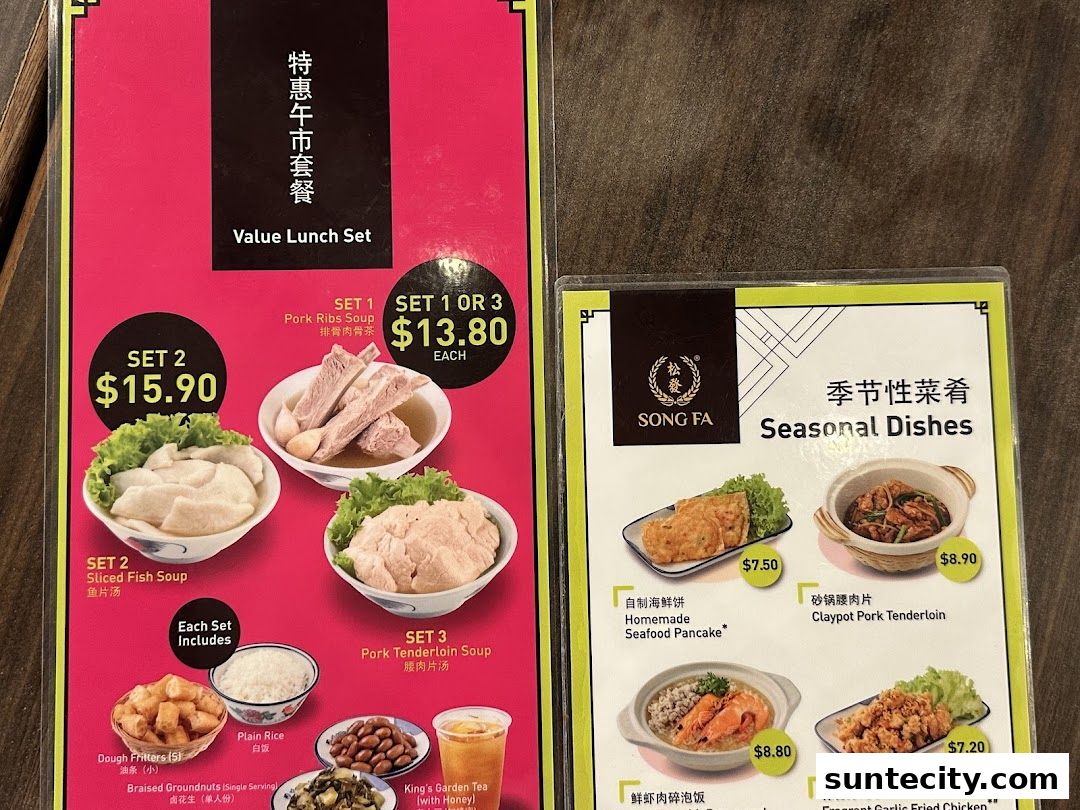 特惠午市套餐
Value Lunch Set
SET 1
Pork Ribs Soup
排骨肉骨茶
SET 1 OR 3
$13.80
EACH
SET 2
$15.90
SET 2
Sliced Fish Soup
鱼片汤
SET 3
Pork Tenderloin Soup
腰肉片汤
Each Set
Includes
Plain Rice
白饭
Dough Fritters (S)
油条（小）
Braised Groundnuts (Single Serving)
卤花生（单人份）
King's Garden Tea
(with Honey)
松發
®
SONG FA
季节性菜肴
Seasonal Dishes
$7.50
自制海鲜饼
Homemade
Seafood Pancake*
$8.90
砂锅腰肉片
Claypot Pork Tenderloin
$8.80
鲜虾肉碎泡饭
$7.20
Fragrant Garlic Fried Chicken
suntecity.com